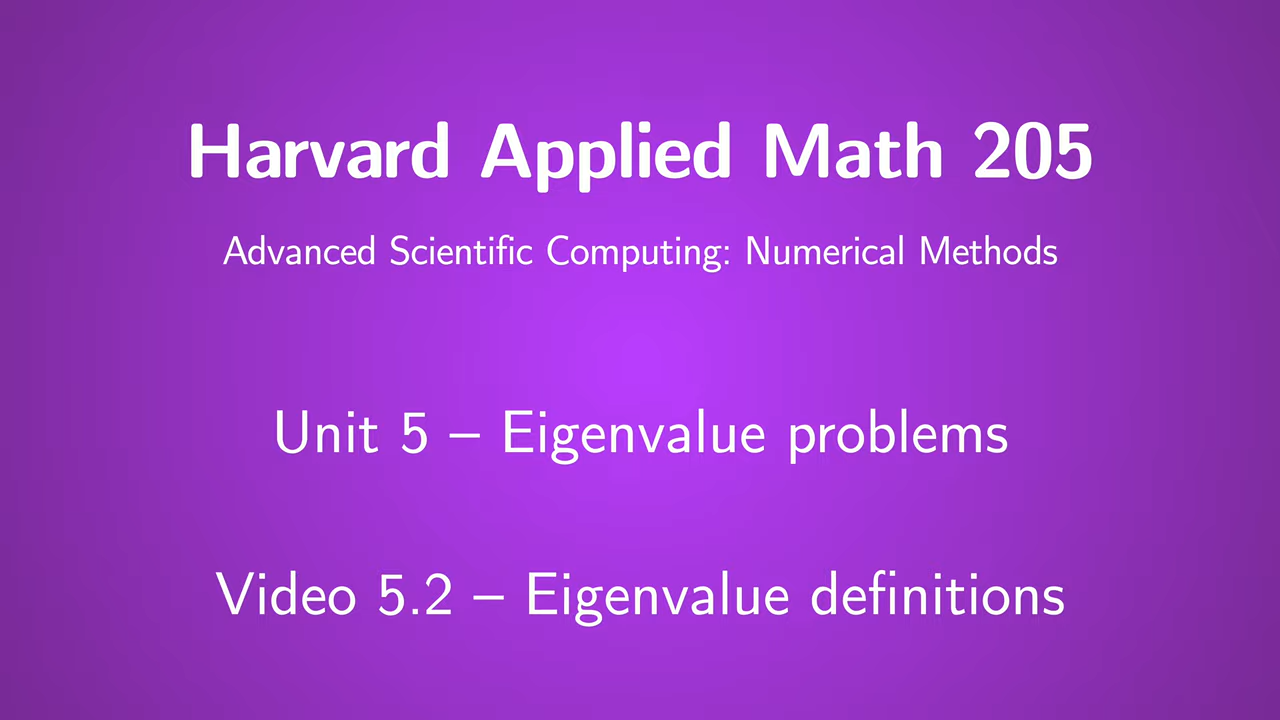 Harvard Applied Math 205
Advanced Scientific Computing: Numerical Methods
Unit 5 – Eigenvalue problems
Video 5.2 – Eigenvalue definitions